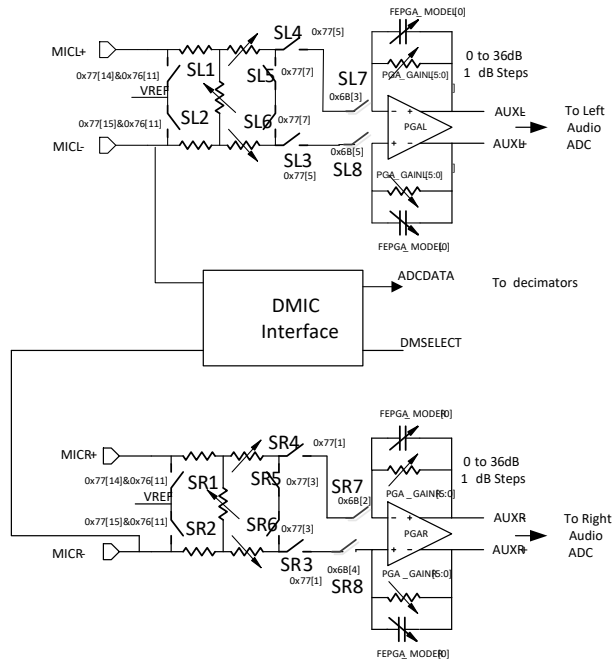 FEPGA_MODEL[0]
SL4 0x77[5]
MICL+
0 to 36dB
1 dB Steps
SL1
SL5
0x77[7]
PGA_GAINL[5:0]
SL7
0x77[14]&0x76[11]
VREF
0x6B[3]
AUXL-
To Left
Audio
ADC
PGAL
0x77[15]&0x76[11]
SL2
SL6
0x77[7]
AUXL+
MICL-
SL3
0x77[5]
0x6B[5]
SL8
PGA_GAINL[5:0]
FEPGA_MODEL[0]
DMIC
Interface
ADCDATA
To decimators
DMSELECT
FEPGA_MODER[0]
SR4
0x77[1]
MICR+
0 to 36dB
1 dB Steps
0x77[14]&0x76[11]
SR1
SR5
0x77[3]
SR7
0x6B[2]
PGA_GAINR[5:0]
VREF
AUXR-
To Right
Audio
ADC
PGAR
0x77[15]&0x76[11]
SR2
SR6
0x77[3]
AUXR+
MICR-
SR3
0x77[1]
0x6B[4]
SR8
PGA_GAINR[5:0]
FEPGA_MODER[0]